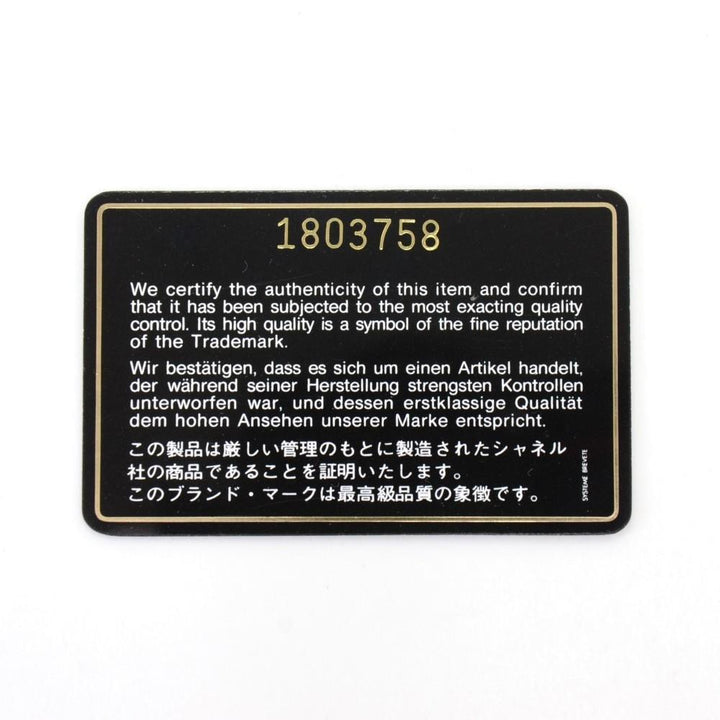 1803758
We certify the authenticity of this item and confirm
that it has been subjected to the most exacting quality
control. Its high quality is a symbol of the fine reputation
of the Trademark.
Wir bestätigen, dass es sich um einen Artikel handelt,
der während seiner Herstellung strengsten Kontrollen
unterworfen war, und dessen erstklassige Qualität
dem hohen Ansehen unserer Marke entspricht.
この製品は厳しい管理のもとに製造されたシャネル
社の商品であることを証明いたします。
このブランド・マークは最高級品質の象徴です。
SYSTEME BREVETE